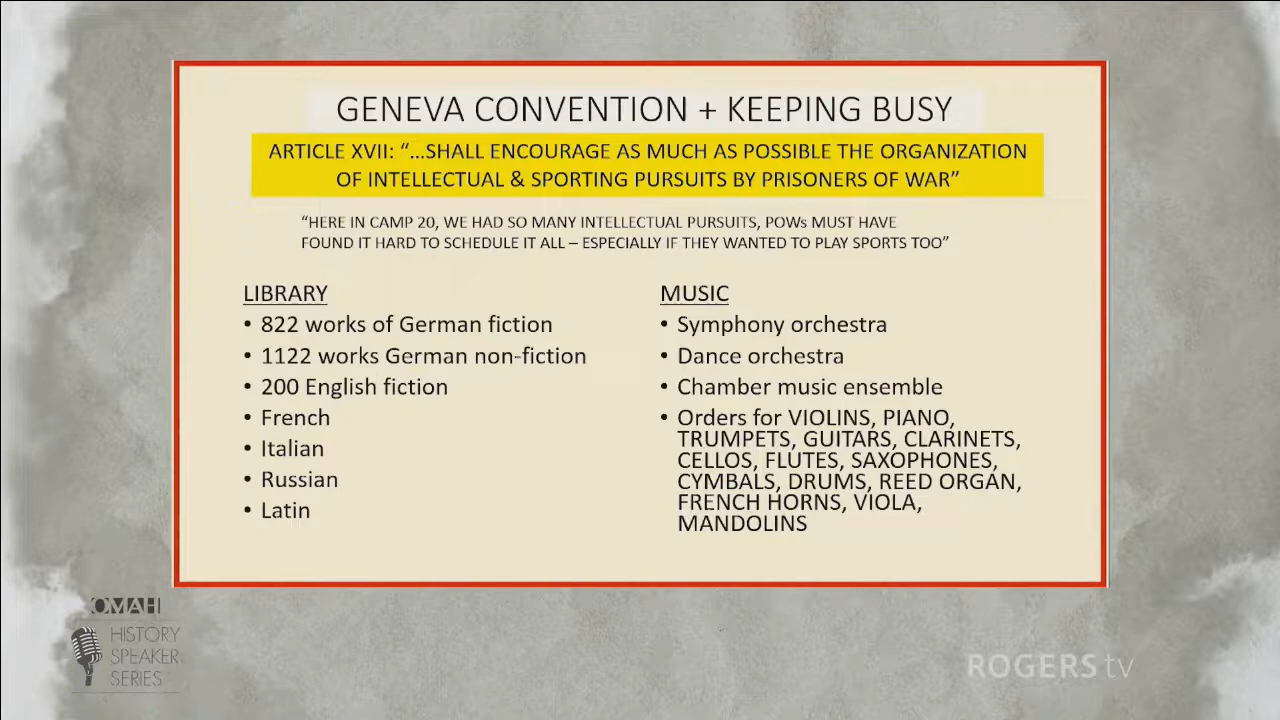 GENEVA CONVENTION + KEEPING BUSY
ARTICLE XVII: “...SHALL ENCOURAGE AS MUCH AS POSSIBLE THE ORGANIZATION
OF INTELLECTUAL & SPORTING PURSUITS BY PRISONERS OF WAR”
“HERE IN CAMP 20, WE HAD SO MANY INTELLECTUAL PURSUITS, POWs MUST HAVE
FOUND IT HARD TO SCHEDULE IT ALL – ESPECIALLY IF THEY WANTED TO PLAY SPORTS TOO”
LIBRARY
• 822 works of German fiction
• 1122 works German non-fiction
• 200 English fiction
• French
• Italian
• Russian
• Latin
MUSIC
• Symphony orchestra
• Dance orchestra
• Chamber music ensemble
• Orders for VIOLINS, PIANO,
TRUMPETS, GUITARS, CLARINETS,
CELLOS, FLUTES, SAXOPHONES,
CYMBALS, DRUMS, REED ORGAN,
FRENCH HORNS, VIOLA,
MANDOLINS
OMAH
HISTORY
SPEAKER
SERIES
ROGERS tv